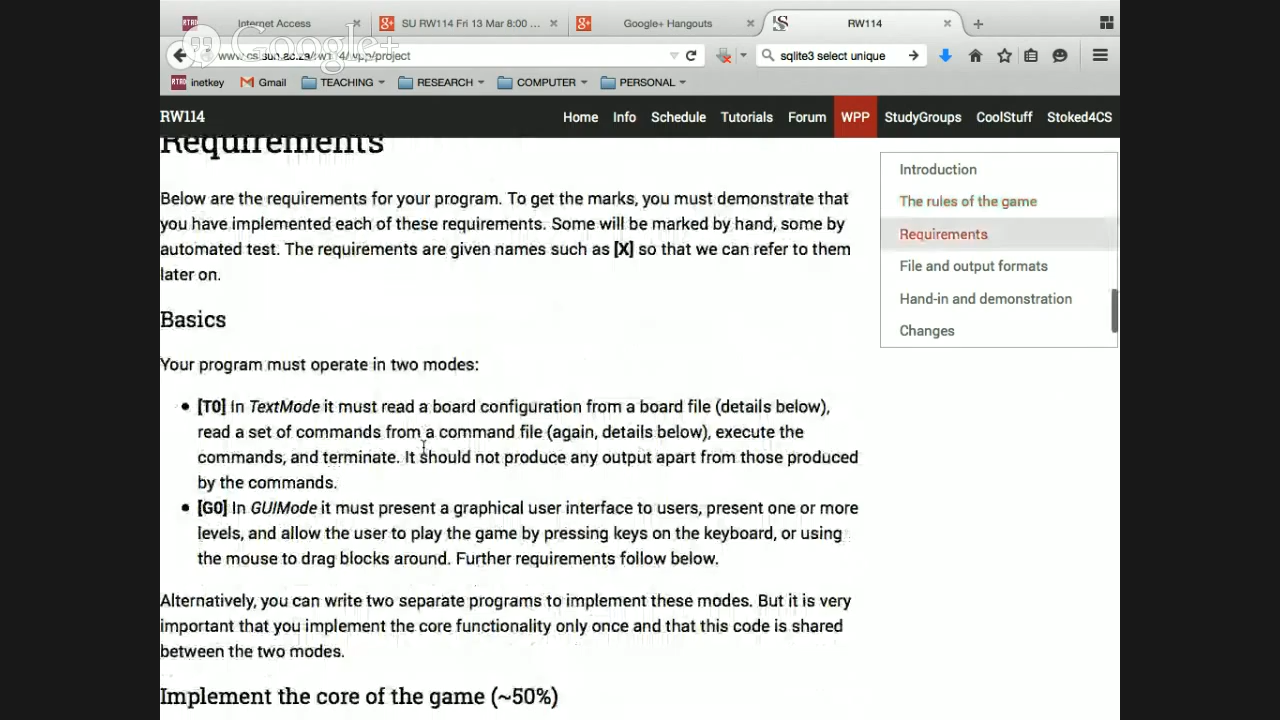 Internet Access
SU RW114 Fri 13 Mar 8:00 ...
Google+ Hangouts
RW114
Google+
/project
sqlite3 select unique
inetkey
Gmail
TEACHING
RESEARCH
COMPUTER
PERSONAL
RW114
Home
Info
Schedule
Tutorials
Forum
WPP
StudyGroups
CoolStuff
Stoked4CS
Requirements
Below are the requirements for your program. To get the marks, you must demonstrate that
you have implemented each of these requirements. Some will be marked by hand, some by
automated test. The requirements are given names such as [X] so that we can refer to them
later on.
Basics
Your program must operate in two modes:
• [T0] In TextMode it must read a board configuration from a board file (details below),
read a set of commands from a command file (again, details below), execute the
commands, and terminate. It should not produce any output apart from those produced
by the commands.
• [G0] In GUIMode it must present a graphical user interface to users, present one or more
levels, and allow the user to play the game by pressing keys on the keyboard, or using
the mouse to drag blocks around. Further requirements follow below.
Alternatively, you can write two separate programs to implement these modes. But it is very
important that you implement the core functionality only once and that this code is shared
between the two modes.
Implement the core of the game (~50%)
Introduction
The rules of the game
Requirements
File and output formats
Hand-in and demonstration
Changes